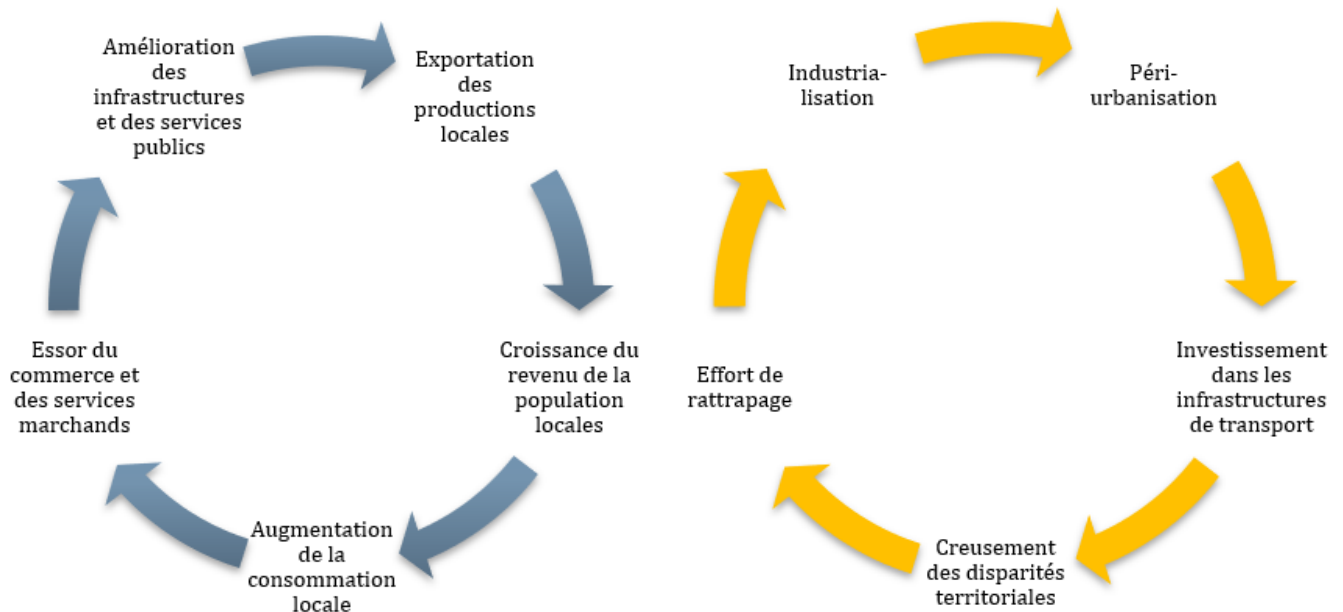 Amélioration
des
infrastructures
et des services
publics
Exportation
des
productions
locales
Croissance du
revenu de la
population
locales
Augmentation
de la
consommation
locale
Essor du
commerce et
des services
marchands
Industria-
lisation
Péri-
urbanisation
Investissement
dans les
infrastructures
de transport
Creusement
des disparités
territoriales
Effort de
rattrapage